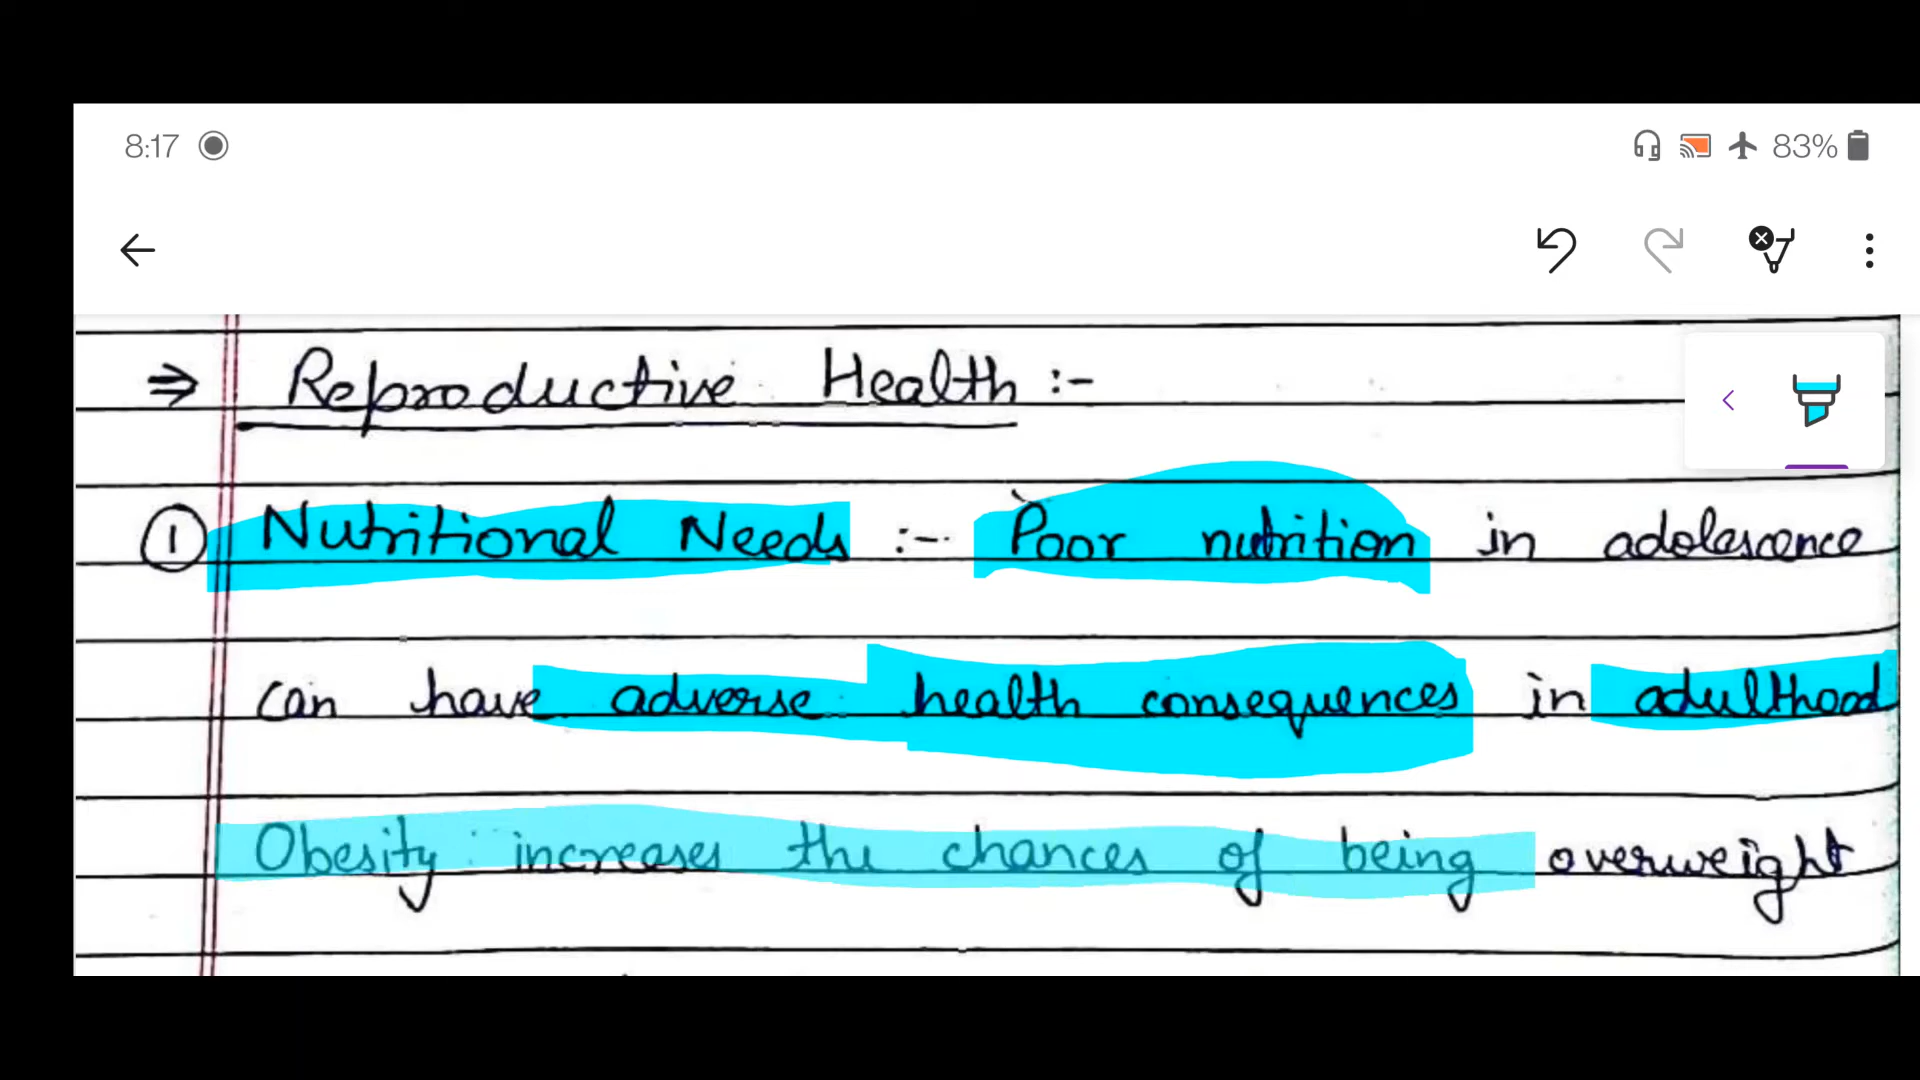 8:17 83%
⇒ Reproductive Health :-
① Nutritional Needs :- Poor nutrition in adolescence
can have adverse health consequences in adulthood
Obesity increases the chances of being overweight